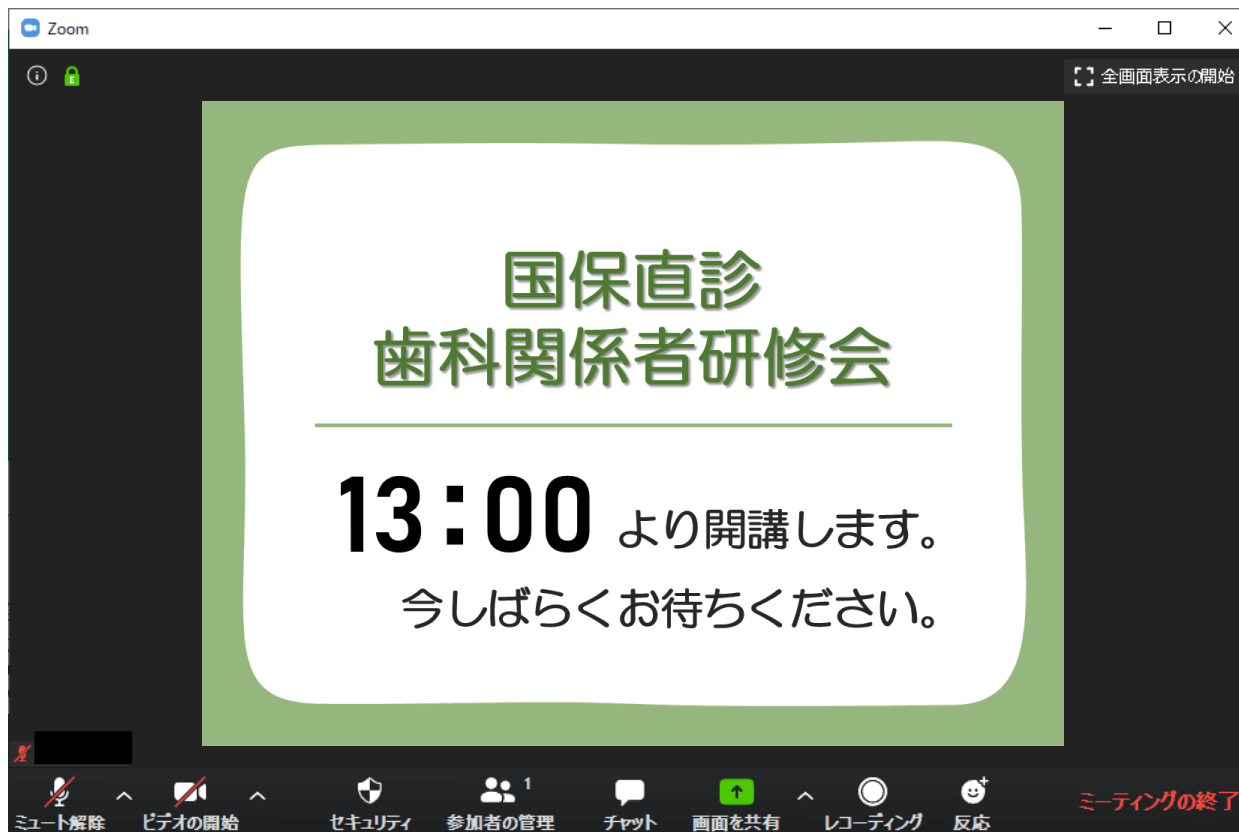 Zoom
全画面表示の開始
国保直診
歯科関係者研修会
13:00 より開講します。
今しばらくお待ちください。
1
ミュート解除
ビデオの開始
セキュリティ
参加者の管理
チャット
画面を共有
レコーディング
反応
ミーティングの終了